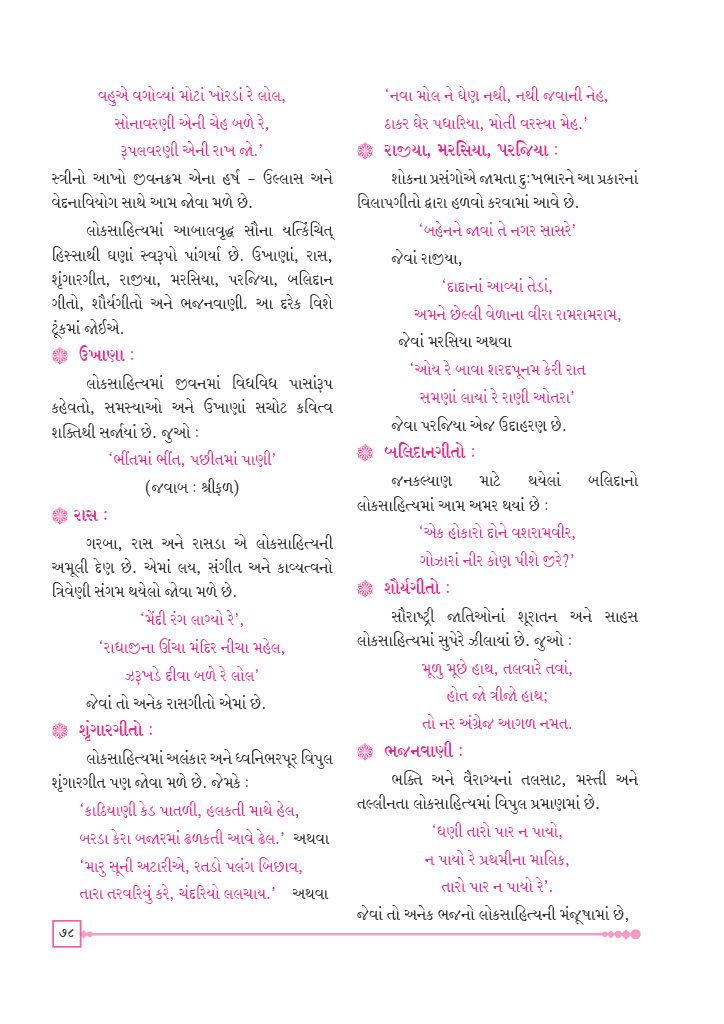 વહુએ વગોવ્યાં મોટાં ખોરડાં રે લોલ,
સોનાવરણી એની ચેહ બળે રે,
રૂપલવરણી એની રાખ જો.’
સ્ત્રીનો આખો જીવનક્રમ એના હર્ષ – ઉલ્લાસ અને
વેદનાવિયોગ સાથે આમ જોવા મળે છે.
લોકસાહિત્યમાં આબાલવૃદ્ધ સૌના યત્કિંચિત્
હિસ્સાથી ઘણાં સ્વરૂપો પાંગર્યા છે. ઉખાણાં, રાસ,
શૃંગારગીત, રાજીયા, મરસિયા, પરજિયા, બલિદાન
ગીતો, શૌર્યગીતો અને ભજનવાણી. આ દરેક વિશે
ટૂંકમાં જોઈએ.
ઉખાણા :
લોકસાહિત્યમાં જીવનમાં વિધવિધ પાસાંરૂપ
કહેવતો, સમસ્યાઓ અને ઉખાણાં સચોટ કવિત્વ
શક્તિથી સર્જાયાં છે. જુઓ :
‘ભીંતમાં ભીંત, પછીતમાં પાણી’
(જવાબ : શ્રીફળ)
રાસ :
ગરબા, રાસ અને રાસડા એ લોકસાહિત્યની
અમૂલી દેણ છે. એમાં લય, સંગીત અને કાવ્યત્વનો
ત્રિવેણી સંગમ થયેલો જોવા મળે છે.
‘મેંદી રંગ લાગ્યો રે’,
‘રાધાજીના ઊંચા મંદિર નીચા મહેલ,
ઝરૂખડે દીવા બળે રે લોલ’
જેવાં તો અનેક રાસગીતો એમાં છે.
શૃંગારગીતો :
લોકસાહિત્યમાં અલંકાર અને ધ્વનિભરપૂર વિપુલ
શૃંગારગીત પણ જોવા મળે છે. જેમકે :
‘કાઠિયાણી કેડ પાતળી, હલકતી માથે હેલ,
બરડા કેરા બજારમાં ઢળકતી આવે ઢેલ.’ અથવા
‘મારુ સૂની અટારીએ, રતડો પલંગ બિછાવ,
તારા તરવરિયું કરે, ચંદરિયો લલચાય.’ અથવા
‘નવા મોલ ને ઘેણ નથી, નથી જવાની નેહ,
ઠાકર ઘેર પધારિયા, મોતી વરસ્યા મેહ.’
રાજીયા, મરસિયા, પરજિયા :
શોકના પ્રસંગોએ જામતા દુઃખભારને આ પ્રકારનાં
વિલાપગીતો દ્વારા હળવો કરવામાં આવે છે.
‘બહેનને જાવાં તે નગર સાસરે’
જેવાં રાજીયા,
‘દાદાનાં આવ્યાં તેડાં,
અમને છેલ્લી વેળાના વીરા રામરામરામ,
જેવાં મરસિયા અથવા
‘ઓય રે બાવા શરદપૂનમ કેરી રાત
સમણાં લાયાં રે રાણી ઓતરા’
જેવા પરજિયા એજ ઉદાહરણ છે.
બલિદાનગીતો :
જનકલ્યાણ માટે થયેલાં બલિદાનો
લોકસાહિત્યમાં આમ અમર થયાં છે :
‘એક હોકારો દોને વશરામવીર,
ગોઝારાં નીર કોણ પીશે જીરે?’
શૌર્યગીતો :
સૌરાષ્ટ્રી જાતિઓનાં શૂરાતન અને સાહસ
લોકસાહિત્યમાં સુપેરે ઝીલાયાં છે. જુઓ :
મૂળુ મૂછે હાથ, તલવારે તવાં,
હોત જો ત્રીજો હાથ;
તો નર અંગ્રેજ આગળ નમત.
ભજનવાણી :
ભક્તિ અને વૈરાગ્યનાં તલસાટ, મસ્તી અને
તલ્લીનતા લોકસાહિત્યમાં વિપુલ પ્રમાણમાં છે.
‘ધણી તારો પાર ન પાયો,
ન પાયો રે પ્રથમીના માલિક,
તારો પાર ન પાયો રે’.
જેવાં તો અનેક ભજનો લોકસાહિત્યની મંજૂષામાં છે,
૭૮